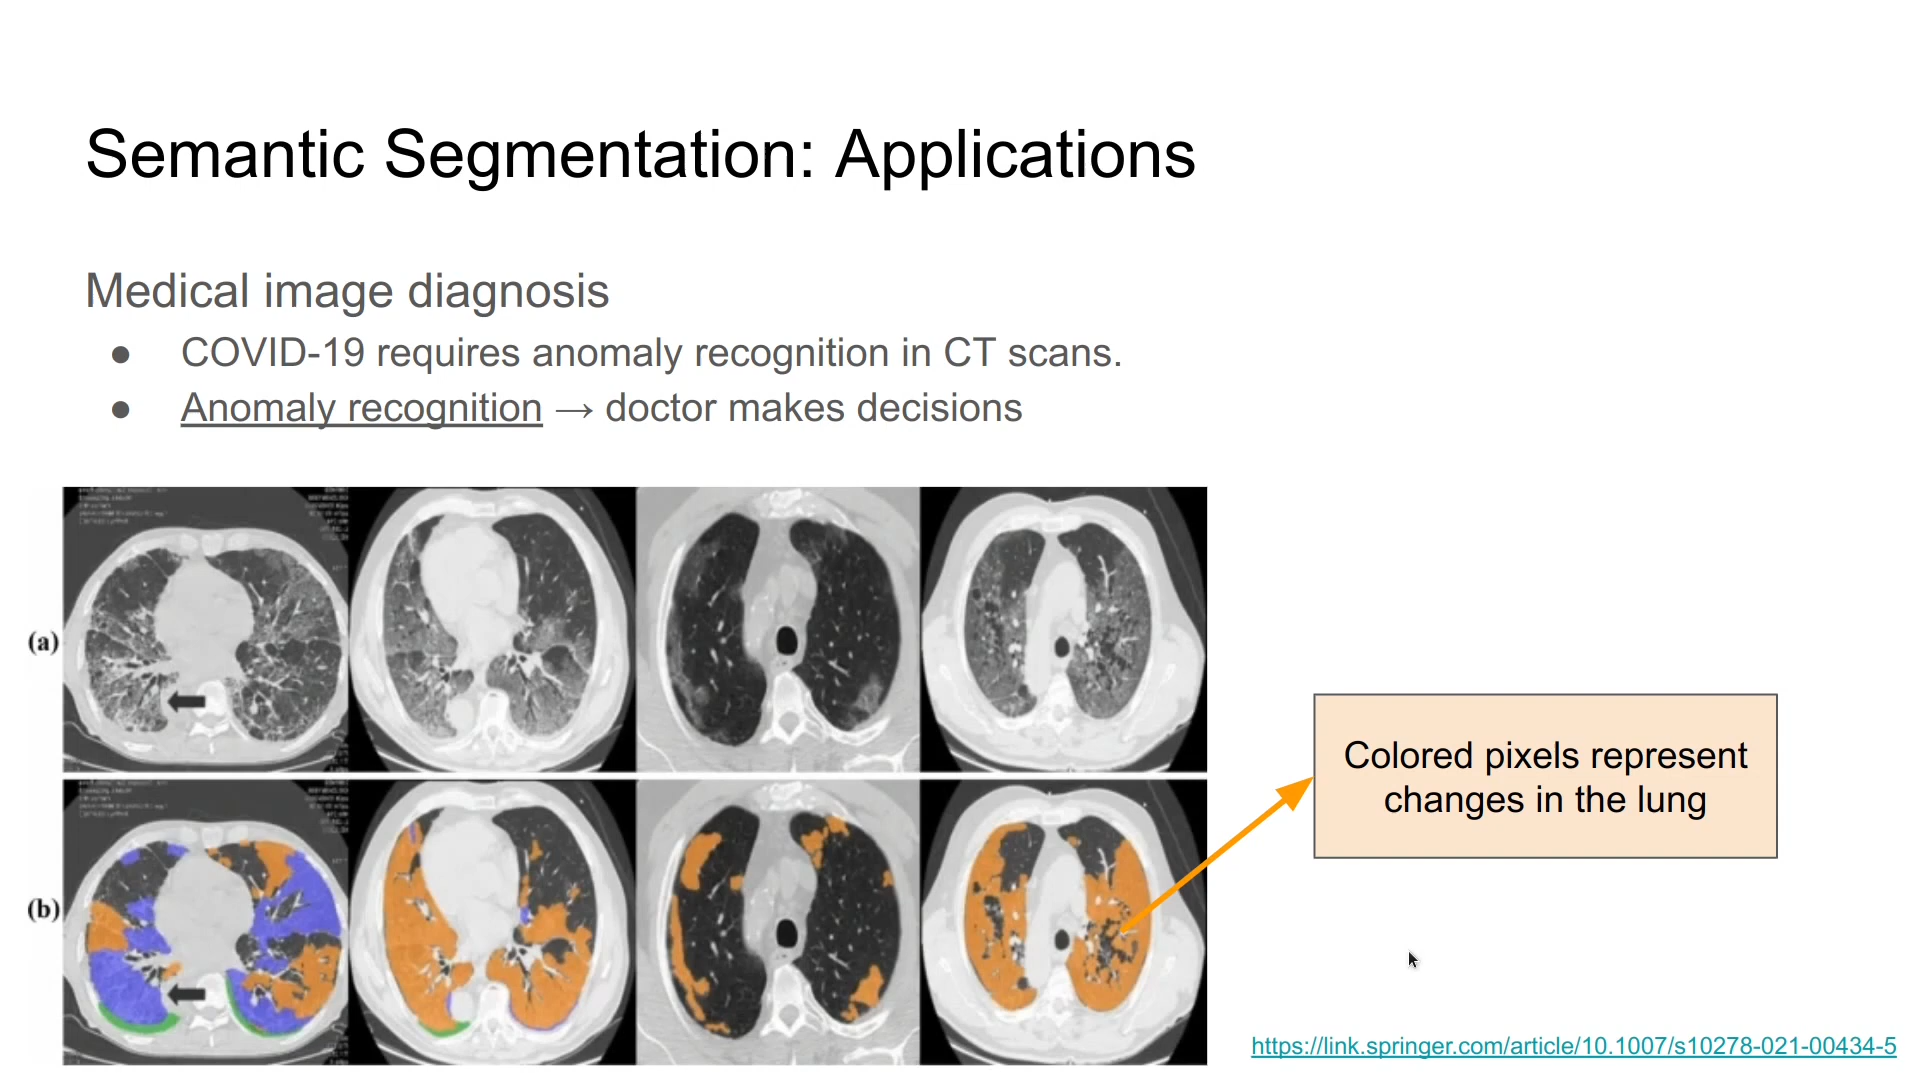 Semantic Segmentation: Applications
Medical image diagnosis
● COVID-19 requires anomaly recognition in CT scans.
● Anomaly recognition → doctor makes decisions
(a)
(b)
Colored pixels represent
changes in the lung
https://link.springer.com/article/10.1007/s10278-021-00434-5